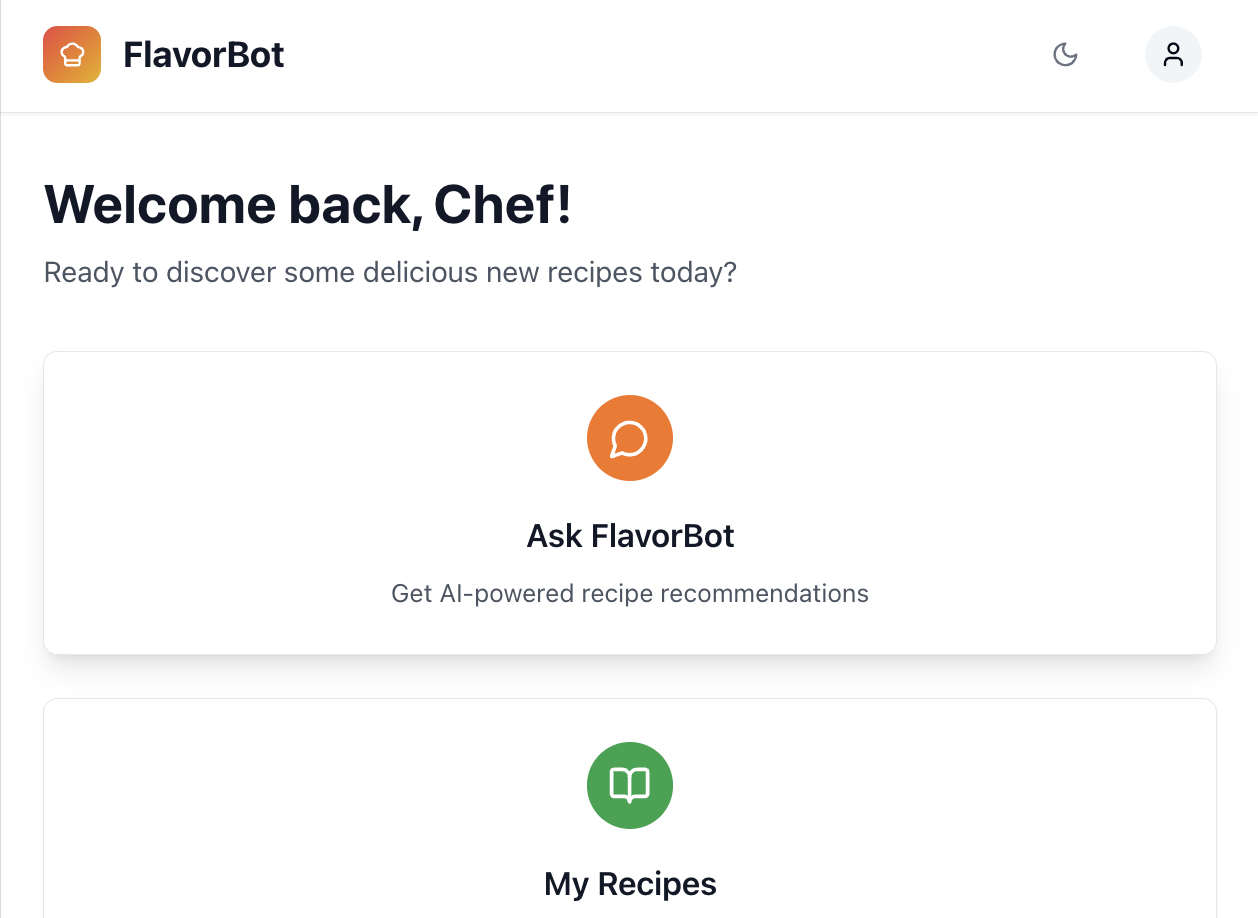 FlavorBot
Welcome back, Chef!
Ready to discover some delicious new recipes today?
Ask FlavorBot
Get AI-powered recipe recommendations
My Recipes